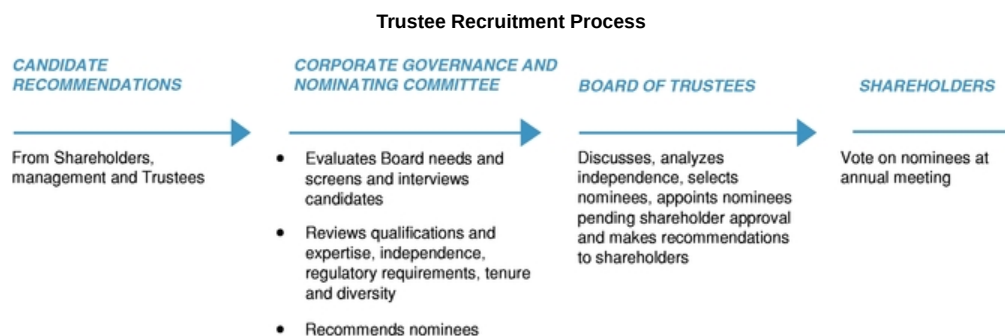 Trustee Recruitment Process
CANDIDATE
RECOMMENDATIONS
From Shareholders,
management and Trustees
CORPORATE GOVERNANCE AND
NOMINATING COMMITTEE
• Evaluates Board needs and
screens and interviews
candidates
• Reviews qualifications and
expertise, independence,
regulatory requirements, tenure
and diversity
• Recommends nominees
BOARD OF TRUSTEES
Discusses, analyzes
independence, selects
nominees, appoints nominees
pending shareholder approval
and makes recommendations
to shareholders
SHAREHOLDERS
Vote on nominees at
annual meeting